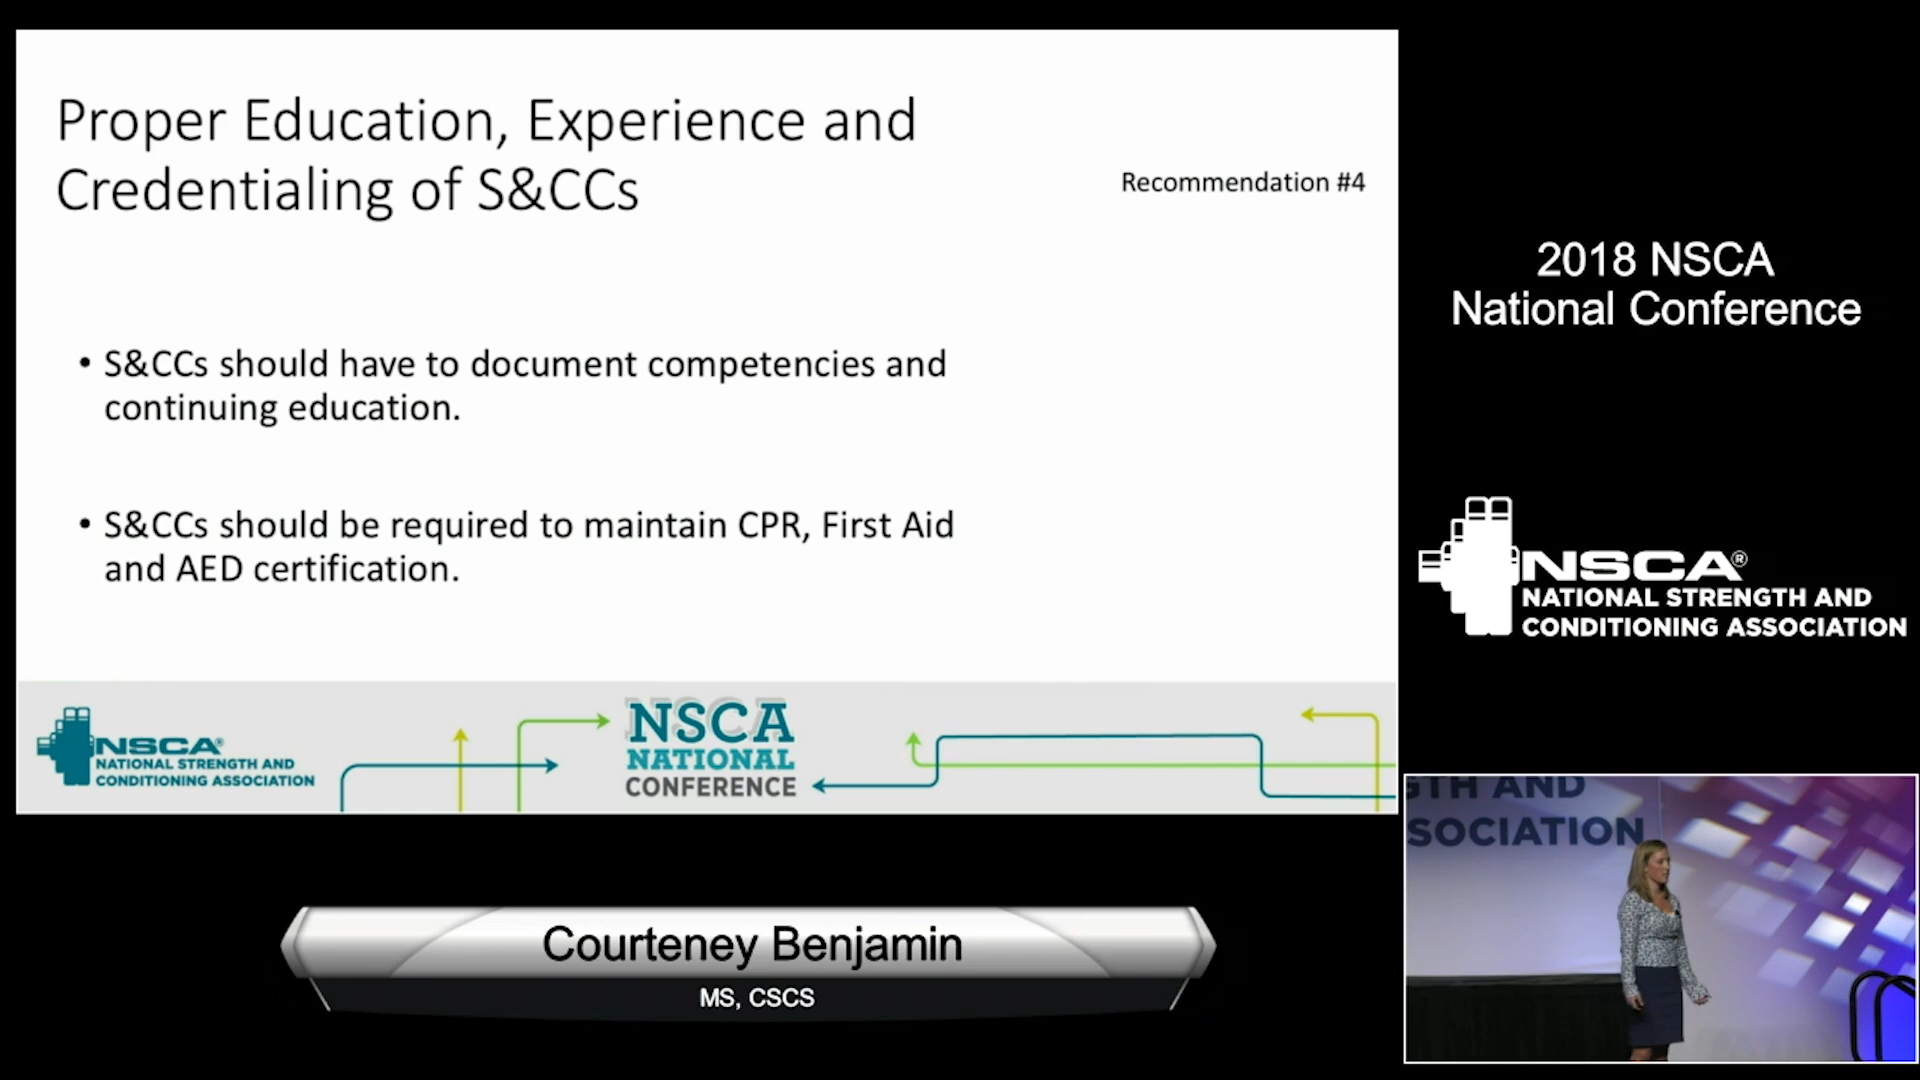 Proper Education, Experience and
Credentialing of S&CCs
Recommendation #4
• S&CCs should have to document competencies and
continuing education.
• S&CCs should be required to maintain CPR, First Aid
and AED certification.
NSCA®
NATIONAL STRENGTH AND
CONDITIONING ASSOCIATION
NSCA
NATIONAL
CONFERENCE
2018 NSCA
National Conference
NSCA®
NATIONAL STRENGTH AND
CONDITIONING ASSOCIATION
GTH AND
SOCIATION
Courteney Benjamin
MS, CSCS